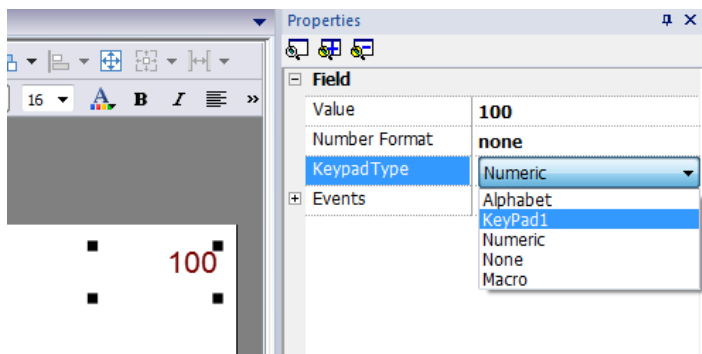 Properties
16 A B I »
Field
Value 100
Number Format none
KeypadType Numeric
Events
Alphabet
KeyPad1
Numeric
None
Macro
100